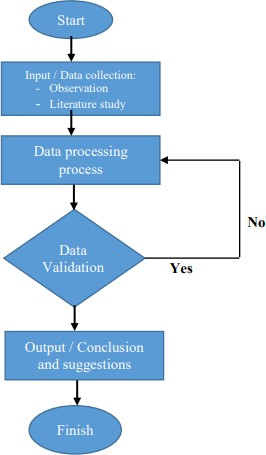 Start
Input / Data collection:
- Observation
- Literature study
Data processing
process
No
Data
Validation
Yes
Output / Conclusion
and suggestions
Finish